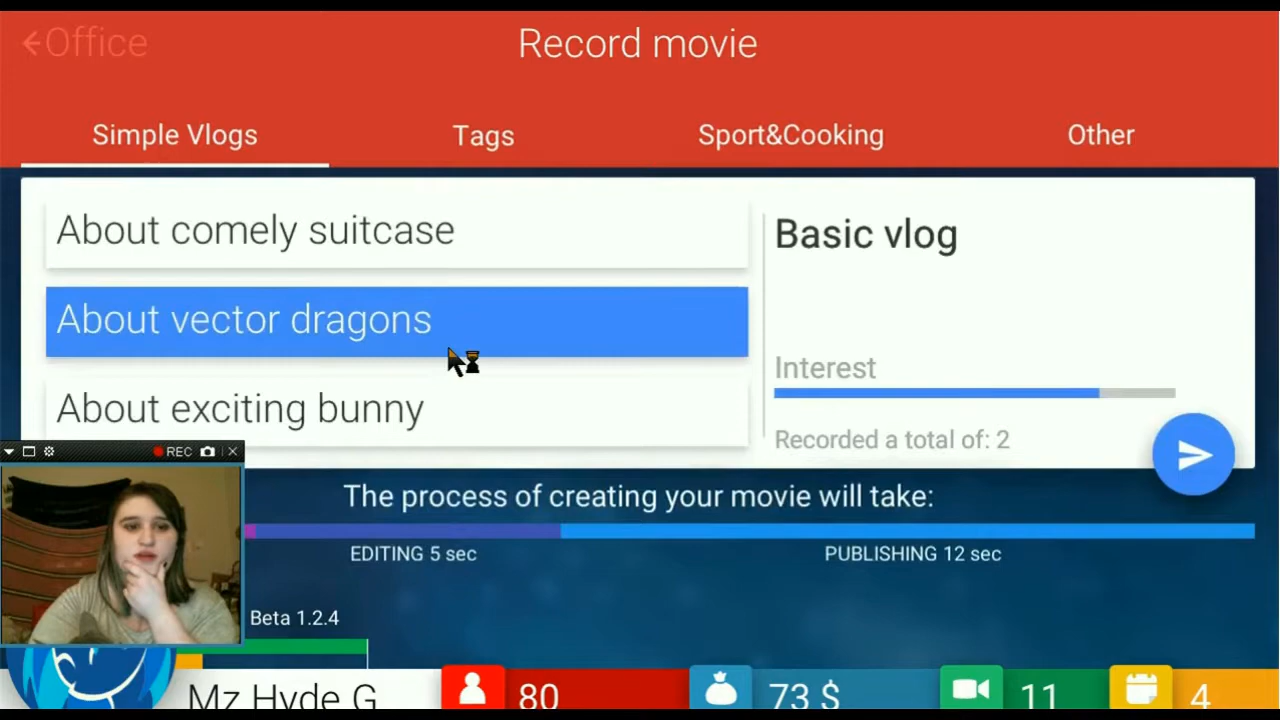 Office
Record movie
Simple Vlogs
Tags
Sport&Cooking
Other
About comely suitcase
About vector dragons
About exciting bunny
Basic vlog
Interest
Recorded a total of: 2
REC
The process of creating your movie will take:
EDITING 5 sec
PUBLISHING 12 sec
Beta 1.2.4
Mz Hyde G
80
73 $
11
4